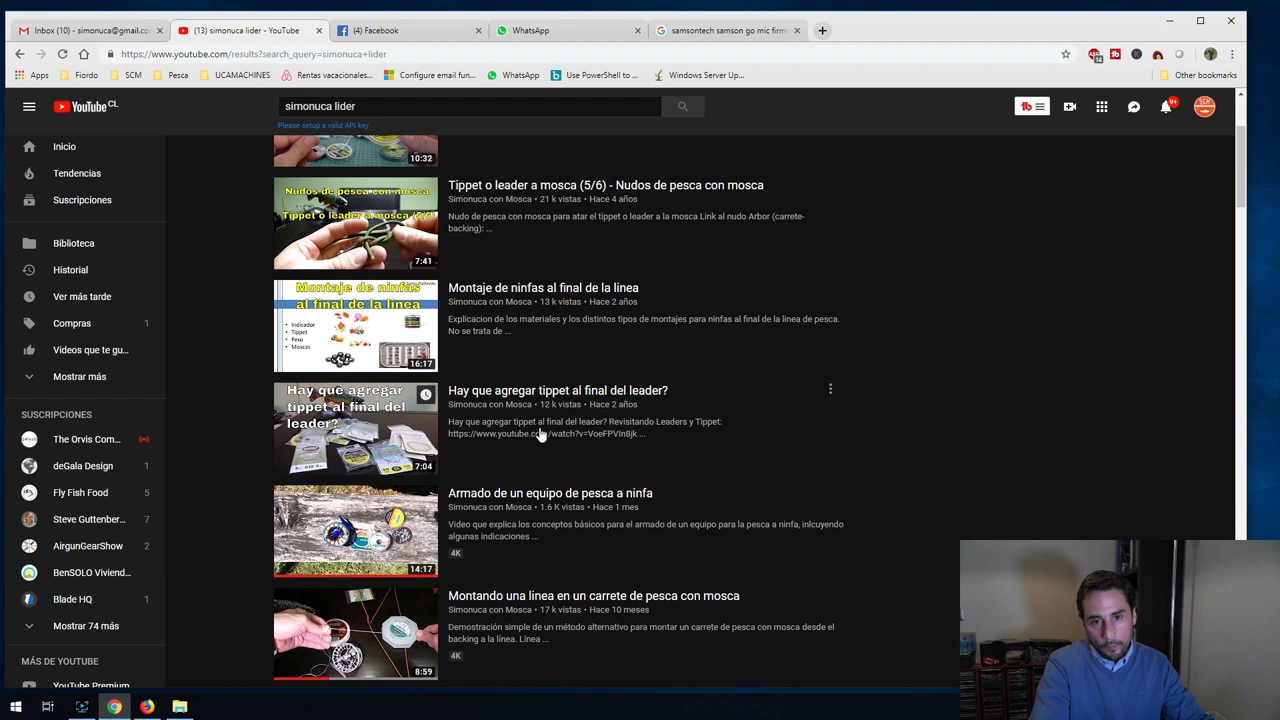 Inbox (10) - simonuca@gmail.co
(13) simonuca lider - YouTube
(4) Facebook
WhatsApp
samsontech samson go mic firmw
https://www.youtube.com/results?search_query=simonuca+lider
Apps
Fiordo
SCM
Pesca
UCAMACHINES
Rentas vacacionales...
Configure email fun...
WhatsApp
Use PowerShell to ...
Windows Server Up...
Other bookmarks
YouTube CL
simonuca lider
9+
Please setup a valid API key
Inicio
Tendencias
Suscripciones
Biblioteca
Historial
Ver más tarde
Compras 1
Videos que te gu...
Mostrar más
SUSCRIPCIONES
The Orvis Com...
deGala Design 1
Fly Fish Food 5
Steve Guttenber... 7
AirgunGearShow 2
BenSOLO Viviend...
Blade HQ 1
Mostrar 74 más
MÁS DE YOUTUBE
YouTube Premium
10:32
Nudos de pesca con mosca
Tippet o leader a mosca (5/6)
7:41
Tippet o leader a mosca (5/6) - Nudos de pesca con mosca
Simonuca con Mosca • 21 k vistas • Hace 4 años
Nudo de pesca con mosca para atar el tippet o leader a la mosca Link al nudo Arbor (carrete-
backing): ...
Montaje de ninfas
al final de la linea
Indicador
Tippet
Peso
Moscas
16:17
Montaje de ninfas al final de la linea
Simonuca con Mosca • 13 k vistas • Hace 2 años
Explicacion de los materiales y los distintos tipos de montajes para ninfas al final de la linea de pesca.
No se trata de ...
Hay que agregar
tippet al final del
leader?
7:04
Hay que agregar tippet al final del leader?
Simonuca con Mosca • 12 k vistas • Hace 2 años
Hay que agregar tippet al final del leader? Revisitando Leaders y Tippet:
14:17
Armado de un equipo de pesca a ninfa
Simonuca con Mosca • 1.6 K vistas • Hace 1 mes
Video que explica los conceptos básicos para el armado de un equipo para la pesca a ninfa, inlcuyendo
algunas indicaciones ...
4K
8:59
Montando una linea en un carrete de pesca con mosca
Simonuca con Mosca • 17 k vistas • Hace 10 meses
Demostración simple de un método alternativo para montar un carrete de pesca con mosca desde el
backing a la línea. Línea ...
4K